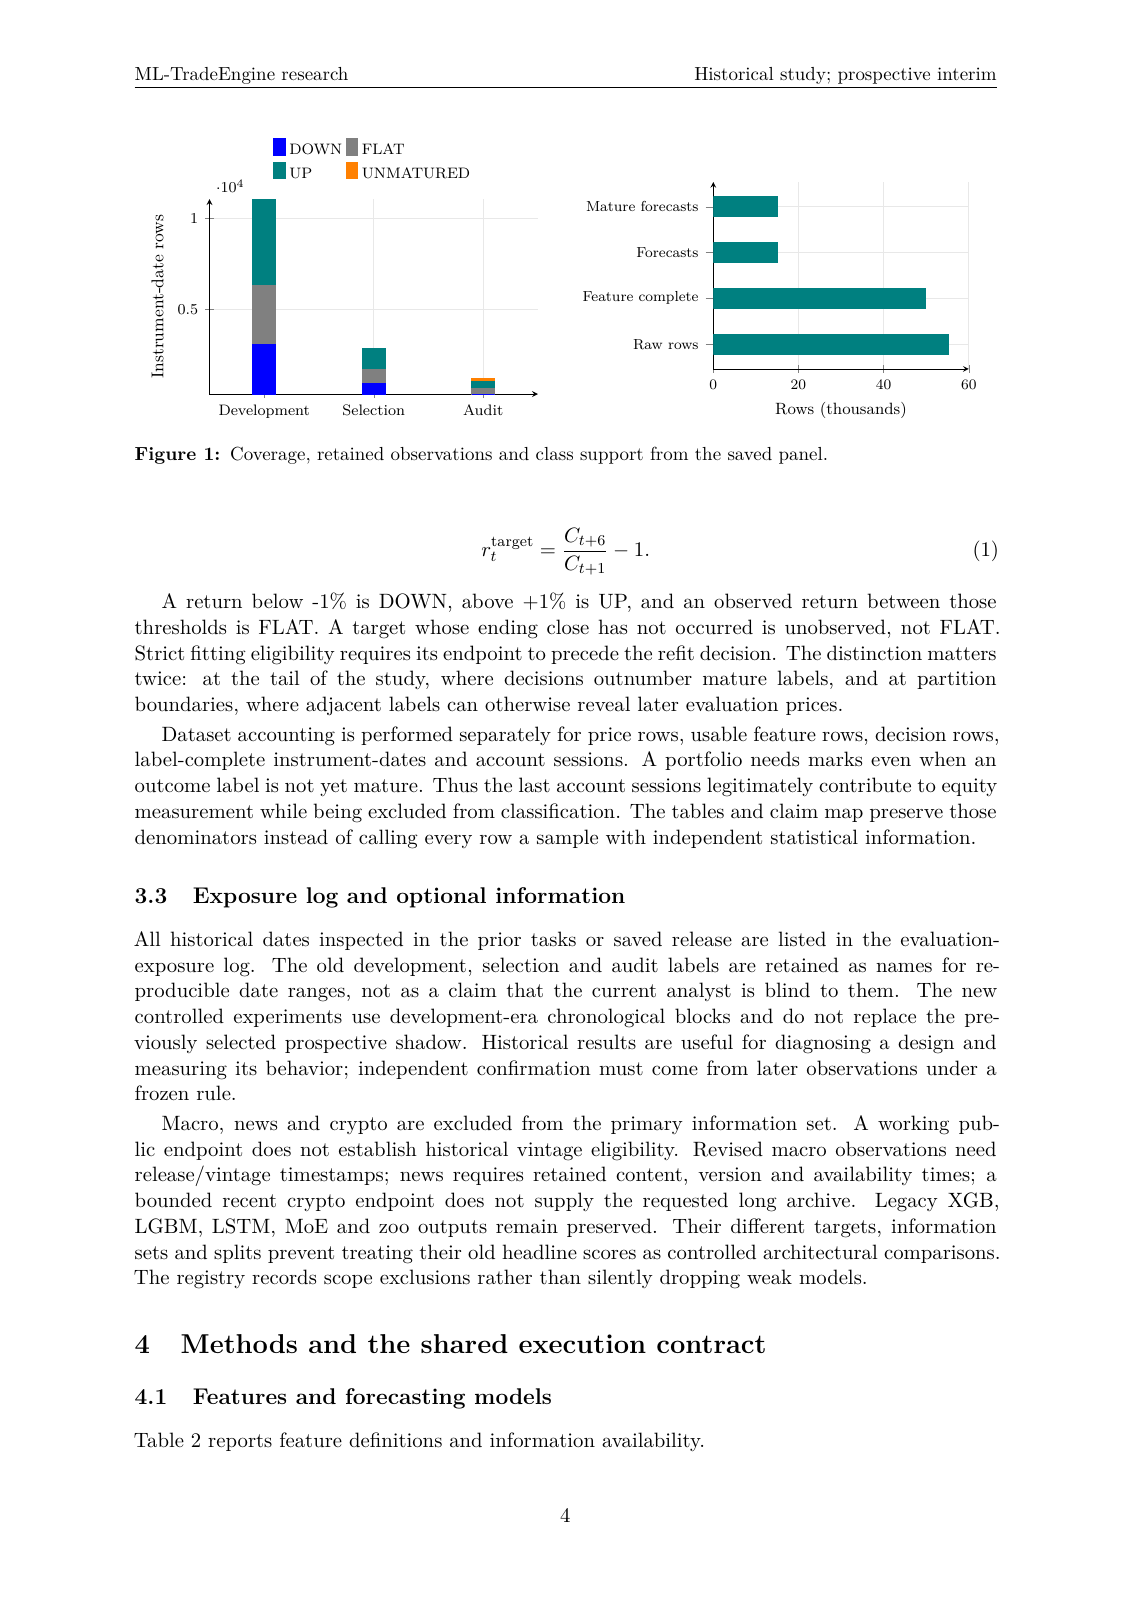 ML-TradeEngine research
Historical study; prospective interim
DOWN
FLAT
UP
UNMATURED
·10⁴
1
0.5
Instrument-date rows
Development
Selection
Audit
Mature forecasts
Forecasts
Feature complete
Raw rows
0
20
40
60
Rows (thousands)
Figure 1: Coverage, retained observations and class support from the saved panel.
r_t^target = C_{t+6} / C_{t+1} − 1.
(1)
A return below -1% is DOWN, above +1% is UP, and an observed return between those
thresholds is FLAT. A target whose ending close has not occurred is unobserved, not FLAT.
Strict fitting eligibility requires its endpoint to precede the refit decision. The distinction matters
twice: at the tail of the study, where decisions outnumber mature labels, and at partition
boundaries, where adjacent labels can otherwise reveal later evaluation prices.
Dataset accounting is performed separately for price rows, usable feature rows, decision rows,
label-complete instrument-dates and account sessions. A portfolio needs marks even when an
outcome label is not yet mature. Thus the last account sessions legitimately contribute to equity
measurement while being excluded from classification. The tables and claim map preserve those
denominators instead of calling every row a sample with independent statistical information.
3.3 Exposure log and optional information
All historical dates inspected in the prior tasks or saved release are listed in the evaluation-
exposure log. The old development, selection and audit labels are retained as names for re-
producible date ranges, not as a claim that the current analyst is blind to them. The new
controlled experiments use development-era chronological blocks and do not replace the pre-
viously selected prospective shadow. Historical results are useful for diagnosing a design and
measuring its behavior; independent confirmation must come from later observations under a
frozen rule.
Macro, news and crypto are excluded from the primary information set. A working pub-
lic endpoint does not establish historical vintage eligibility. Revised macro observations need
release/vintage timestamps; news requires retained content, version and availability times; a
bounded recent crypto endpoint does not supply the requested long archive. Legacy XGB,
LGBM, LSTM, MoE and zoo outputs remain preserved. Their different targets, information
sets and splits prevent treating their old headline scores as controlled architectural comparisons.
The registry records scope exclusions rather than silently dropping weak models.
4 Methods and the shared execution contract
4.1 Features and forecasting models
Table 2 reports feature definitions and information availability.
4